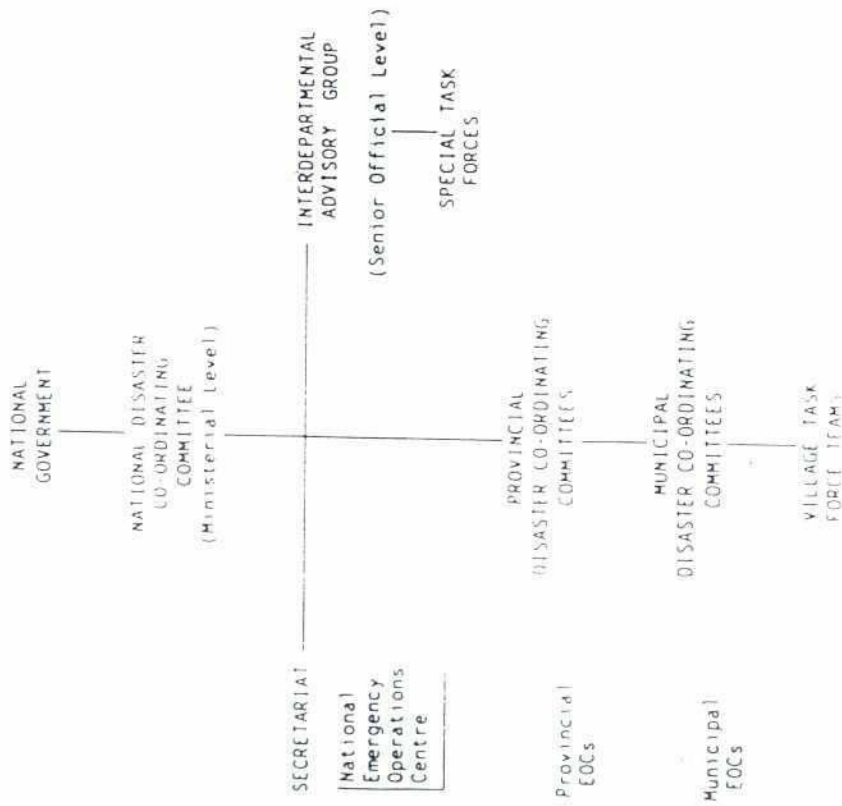 NATIONAL
GOVERNMENT
NATIONAL DISASTER
CO-ORDINATING
COMMITTEE
(Ministerial Level)
SECRETARIAT
National
Emergency
Operations
Centre
INTERDEPARTMENTAL
ADVISORY GROUP
(Senior Official Level)
SPECIAL TASK
FORCES
Provincial
EOCs
PROVINCIAL
DISASTER CO-ORDINATING
COMMITTEES
Municipal
EOCs
MUNICIPAL
DISASTER CO-ORDINATING
COMMITTEES
VILLAGE TASK
FORCE TEAMS